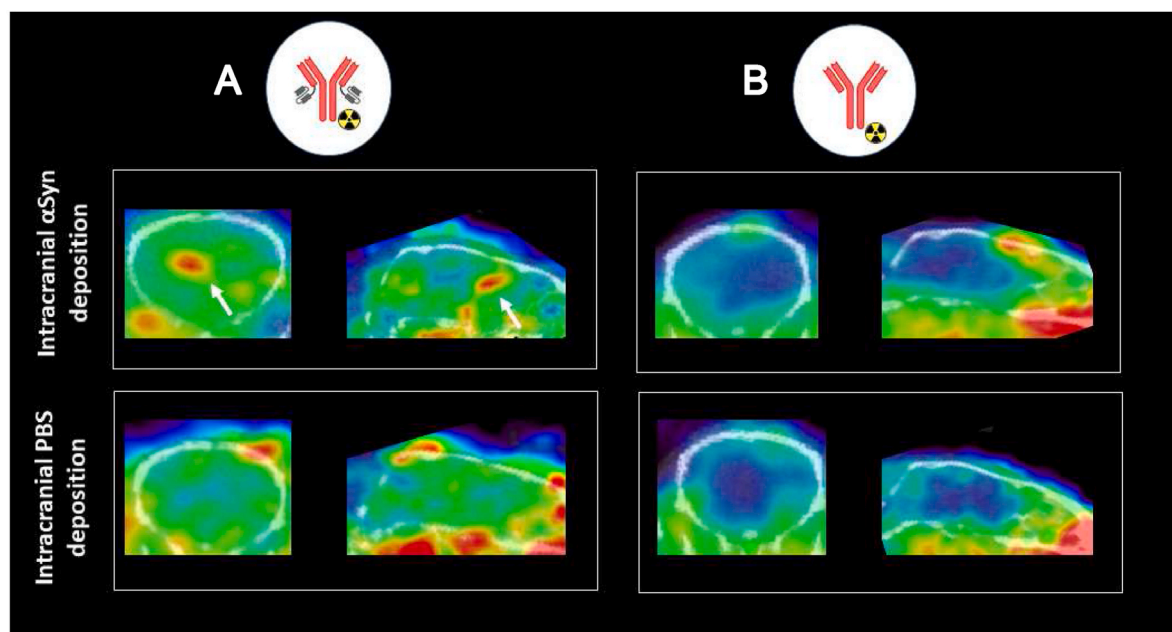 A
B
Intracranial αSyn
deposition
Intracranial PBS
deposition